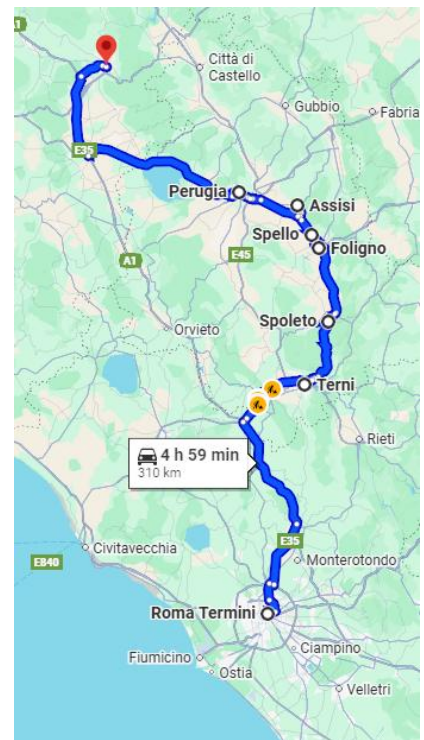 A1
Città di
Castello
Gubbio
Fabria
E35
Perugia
Assisi
Spello
Foligno
E45
A1
Orvieto
Spoleto
Terni
Rieti
4 h 59 min
310 km
E35
Civitavecchia
E840
Monterotondo
Roma Termini
Ciampino
Fiumicino
Ostia
Velletri